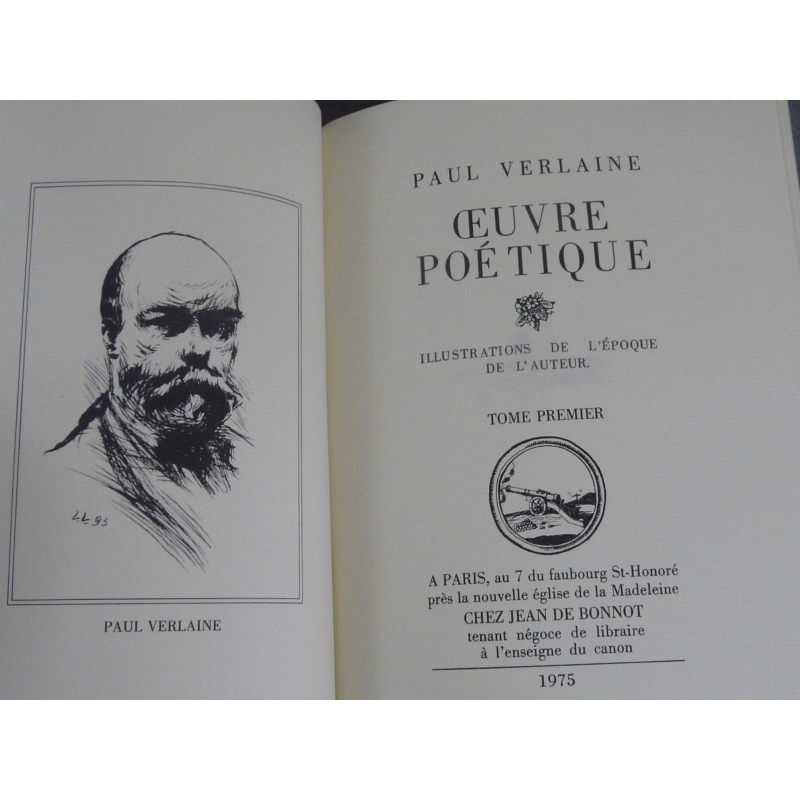 LL 93
PAUL VERLAINE
PAUL VERLAINE
ŒUVRE
POÉTIQUE
ILLUSTRATIONS DE L'ÉPOQUE
DE L'AUTEUR.
TOME PREMIER
A PARIS, au 7 du faubourg St-Honoré
près la nouvelle église de la Madeleine
CHEZ JEAN DE BONNOT
tenant négoce de libraire
à l'enseigne du canon
1975